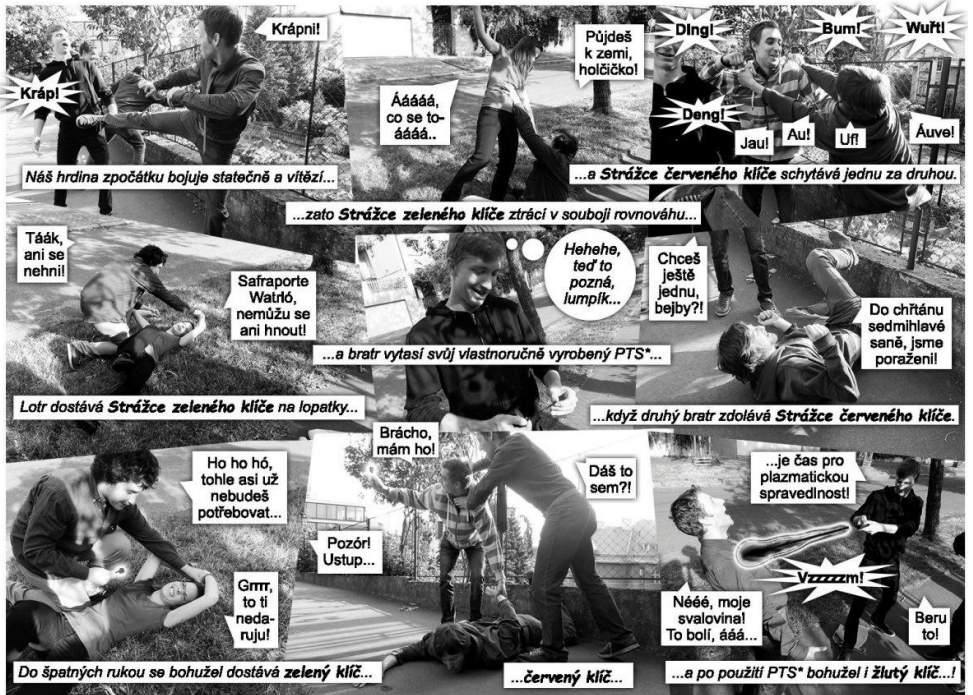 Krápni!
Kráp!
Náš hrdina zpočátku bojuje statečně a vítězí...
Půjdeš
k zemi,
holčičko!
Ááááá,
co se to-
áááá..
...zato Strážce zeleného klíče ztrácí v souboji rovnováhu...
Ding!
Bum!
Wuřt!
Deng!
Jau!
Au!
Uf!
Áuve!
...a Strážce červeného klíče schytává jednu za druhou.
Táák,
ani se
nehni!
Safraporte
Watrló,
nemůžu se
ani hnout!
Lotr dostává Strážce zeleného klíče na lopatky...
Hehehe,
teď to
pozná,
lumpík...
...a bratr vytasí svůj vlastnoručně vyrobený PTS*...
Chceš
ještě
jednu,
bejby?!
Do chřtánu
sedmihlavé
saně, jsme
poraženi!
...když druhý bratr zdolává Strážce červeného klíče.
Ho ho hó,
tohle asi už
nebudeš
potřebovat...
Grrrr,
to ti
neda-
ruju!
Do špatných rukou se bohužel dostává zelený klíč...
Brácho,
mám ho!
Dáš to
sem?!
Pozór!
Ustup...
...červený klíč...
...je čas pro
plazmatickou
spravedlnost!
Vzzzzzm!
Nééé, moje
svalovina!
To bolí, ááá...
Beru
to!
...a po použití PTS* bohužel i žlutý klíč...!